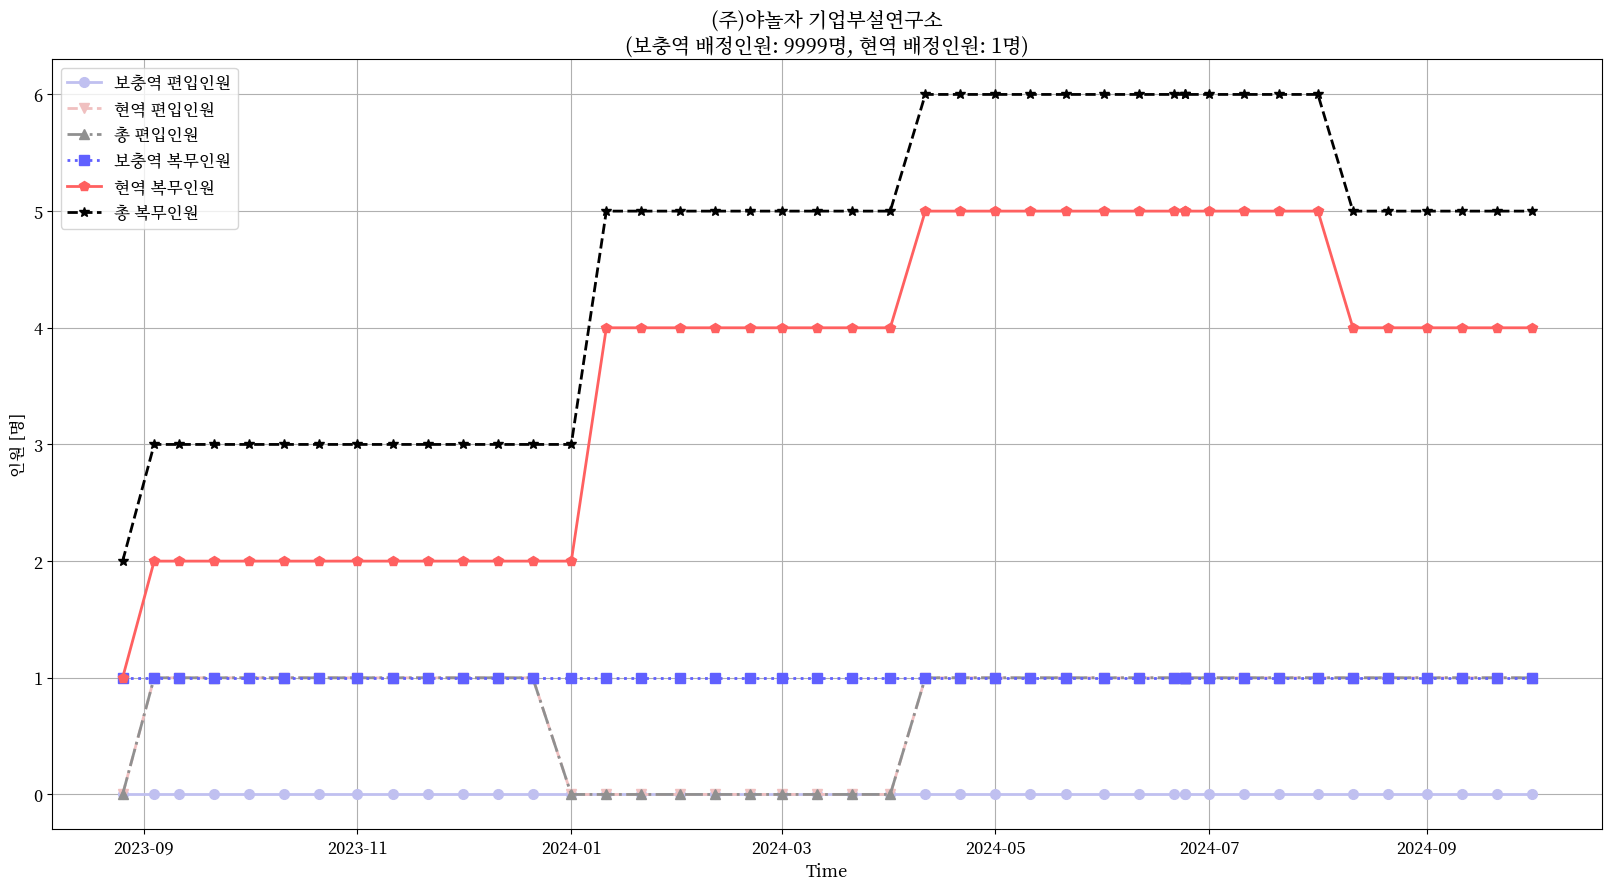 (주)야놀자 기업부설연구소
(보충역 배정인원: 9999명, 현역 배정인원: 1명)
보충역 편입인원
현역 편입인원
총 편입인원
보충역 복무인원
현역 복무인원
총 복무인원
6
5
4
3
2
1
0
인원 [명]
2023-09 2023-11 2024-01 2024-03 2024-05 2024-07 2024-09
Time